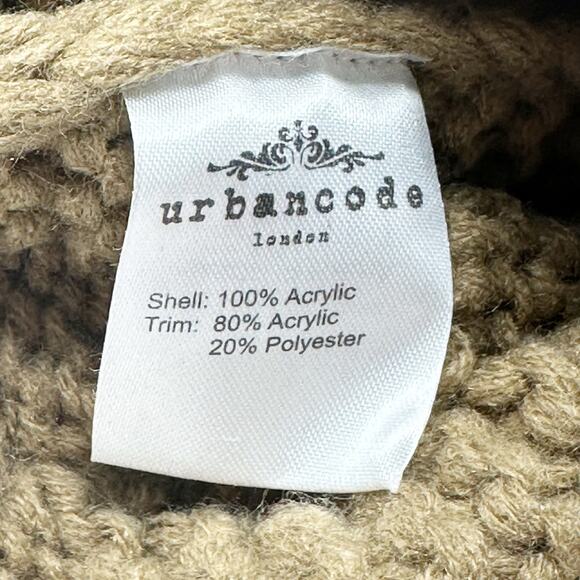 urbancode
london
Shell: 100% Acrylic
Trim: 80% Acrylic
20% Polyester